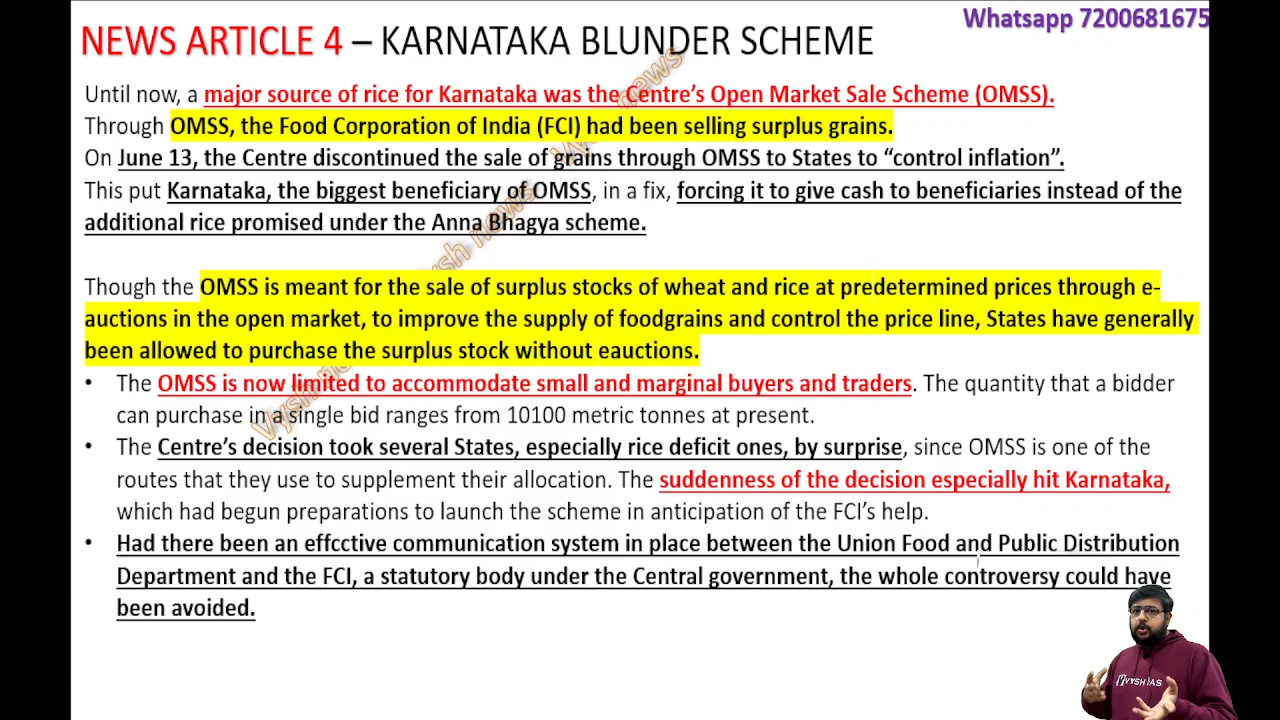 Whatsapp 7200681675
NEWS ARTICLE 4 – KARNATAKA BLUNDER SCHEME
Until now, a major source of rice for Karnataka was the Centre's Open Market Sale Scheme (OMSS).
Through OMSS, the Food Corporation of India (FCI) had been selling surplus grains.
On June 13, the Centre discontinued the sale of grains through OMSS to States to “control inflation”.
This put Karnataka, the biggest beneficiary of OMSS, in a fix, forcing it to give cash to beneficiaries instead of the
additional rice promised under the Anna Bhagya scheme.
Though the OMSS is meant for the sale of surplus stocks of wheat and rice at predetermined prices through e-
auctions in the open market, to improve the supply of foodgrains and control the price line, States have generally
been allowed to purchase the surplus stock without eauctions.
• The OMSS is now limited to accommodate small and marginal buyers and traders. The quantity that a bidder
can purchase in a single bid ranges from 10100 metric tonnes at present.
• The Centre's decision took several States, especially rice deficit ones, by surprise, since OMSS is one of the
routes that they use to supplement their allocation. The suddenness of the decision especially hit Karnataka,
which had begun preparations to launch the scheme in anticipation of the FCI's help.
• Had there been an effcctive communication system in place between the Union Food and Public Distribution
Department and the FCI, a statutory body under the Central government, the whole controversy could have
been avoided.
VYSH IAS